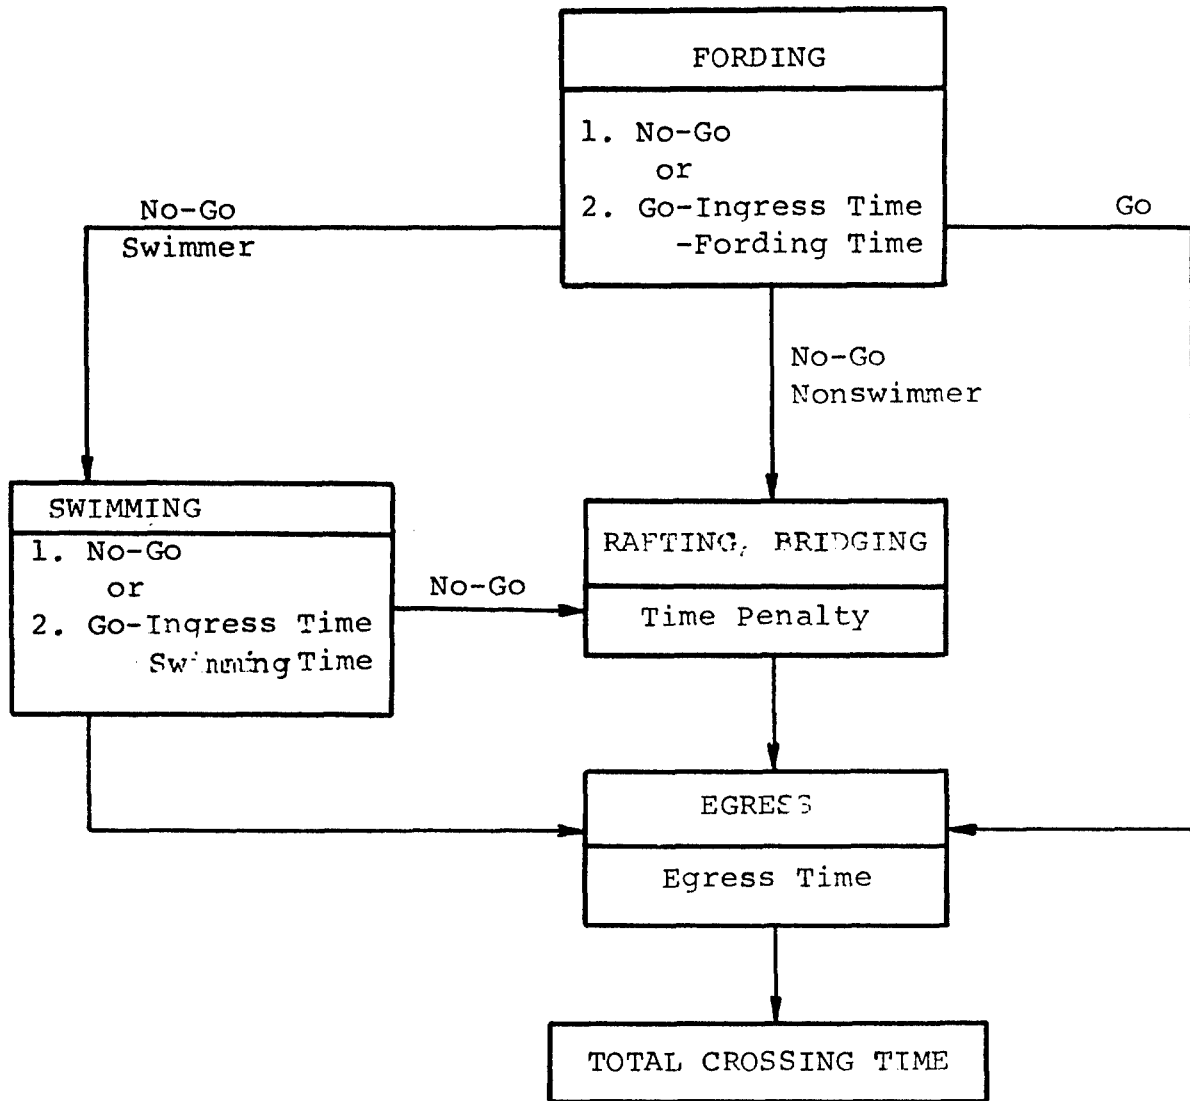 FORDING
1. No-Go
or
2. Go-Ingress Time
-Fording Time
No-Go
Swimmer
Go
No-Go
Nonswimmer
SWIMMING
1. No-Go
or
2. Go-Ingress Time
Swimming Time
No-Go
RAFTING, BRIDGING
Time Penalty
EGRESS
Egress Time
TOTAL CROSSING TIME